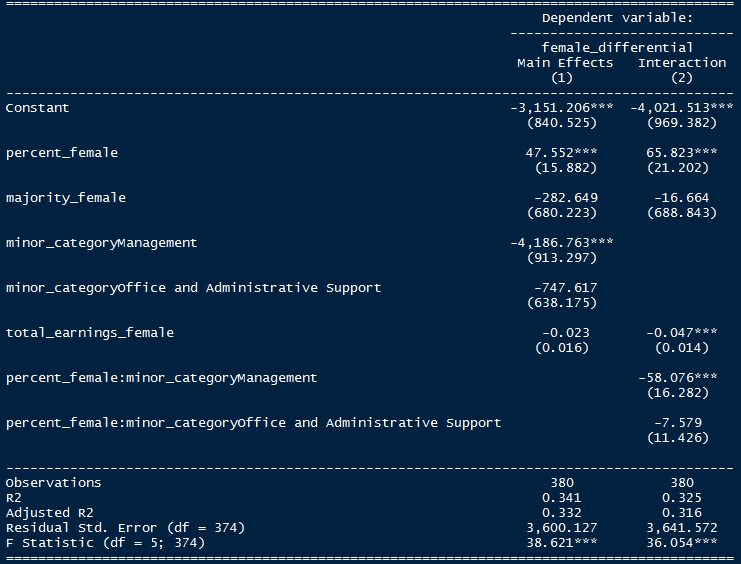 Dependent variable:
female_differential
Main Effects Interaction
(1) (2)
Constant -3,151.206*** -4,021.513***
(840.525) (969.382)
percent_female 47.552*** 65.823***
(15.882) (21.202)
majority_female -282.649 -16.664
(680.223) (688.843)
minor_categoryManagement -4,186.763***
(913.297)
minor_categoryOffice and Administrative Support -747.617
(638.175)
total_earnings_female -0.023 -0.047***
(0.016) (0.014)
percent_female:minor_categoryManagement -58.076***
(16.282)
percent_female:minor_categoryOffice and Administrative Support -7.579
(11.426)
Observations 380 380
R2 0.341 0.325
Adjusted R2 0.332 0.316
Residual Std. Error (df = 374) 3,600.127 3,641.572
F Statistic (df = 5; 374) 38.621*** 36.054***